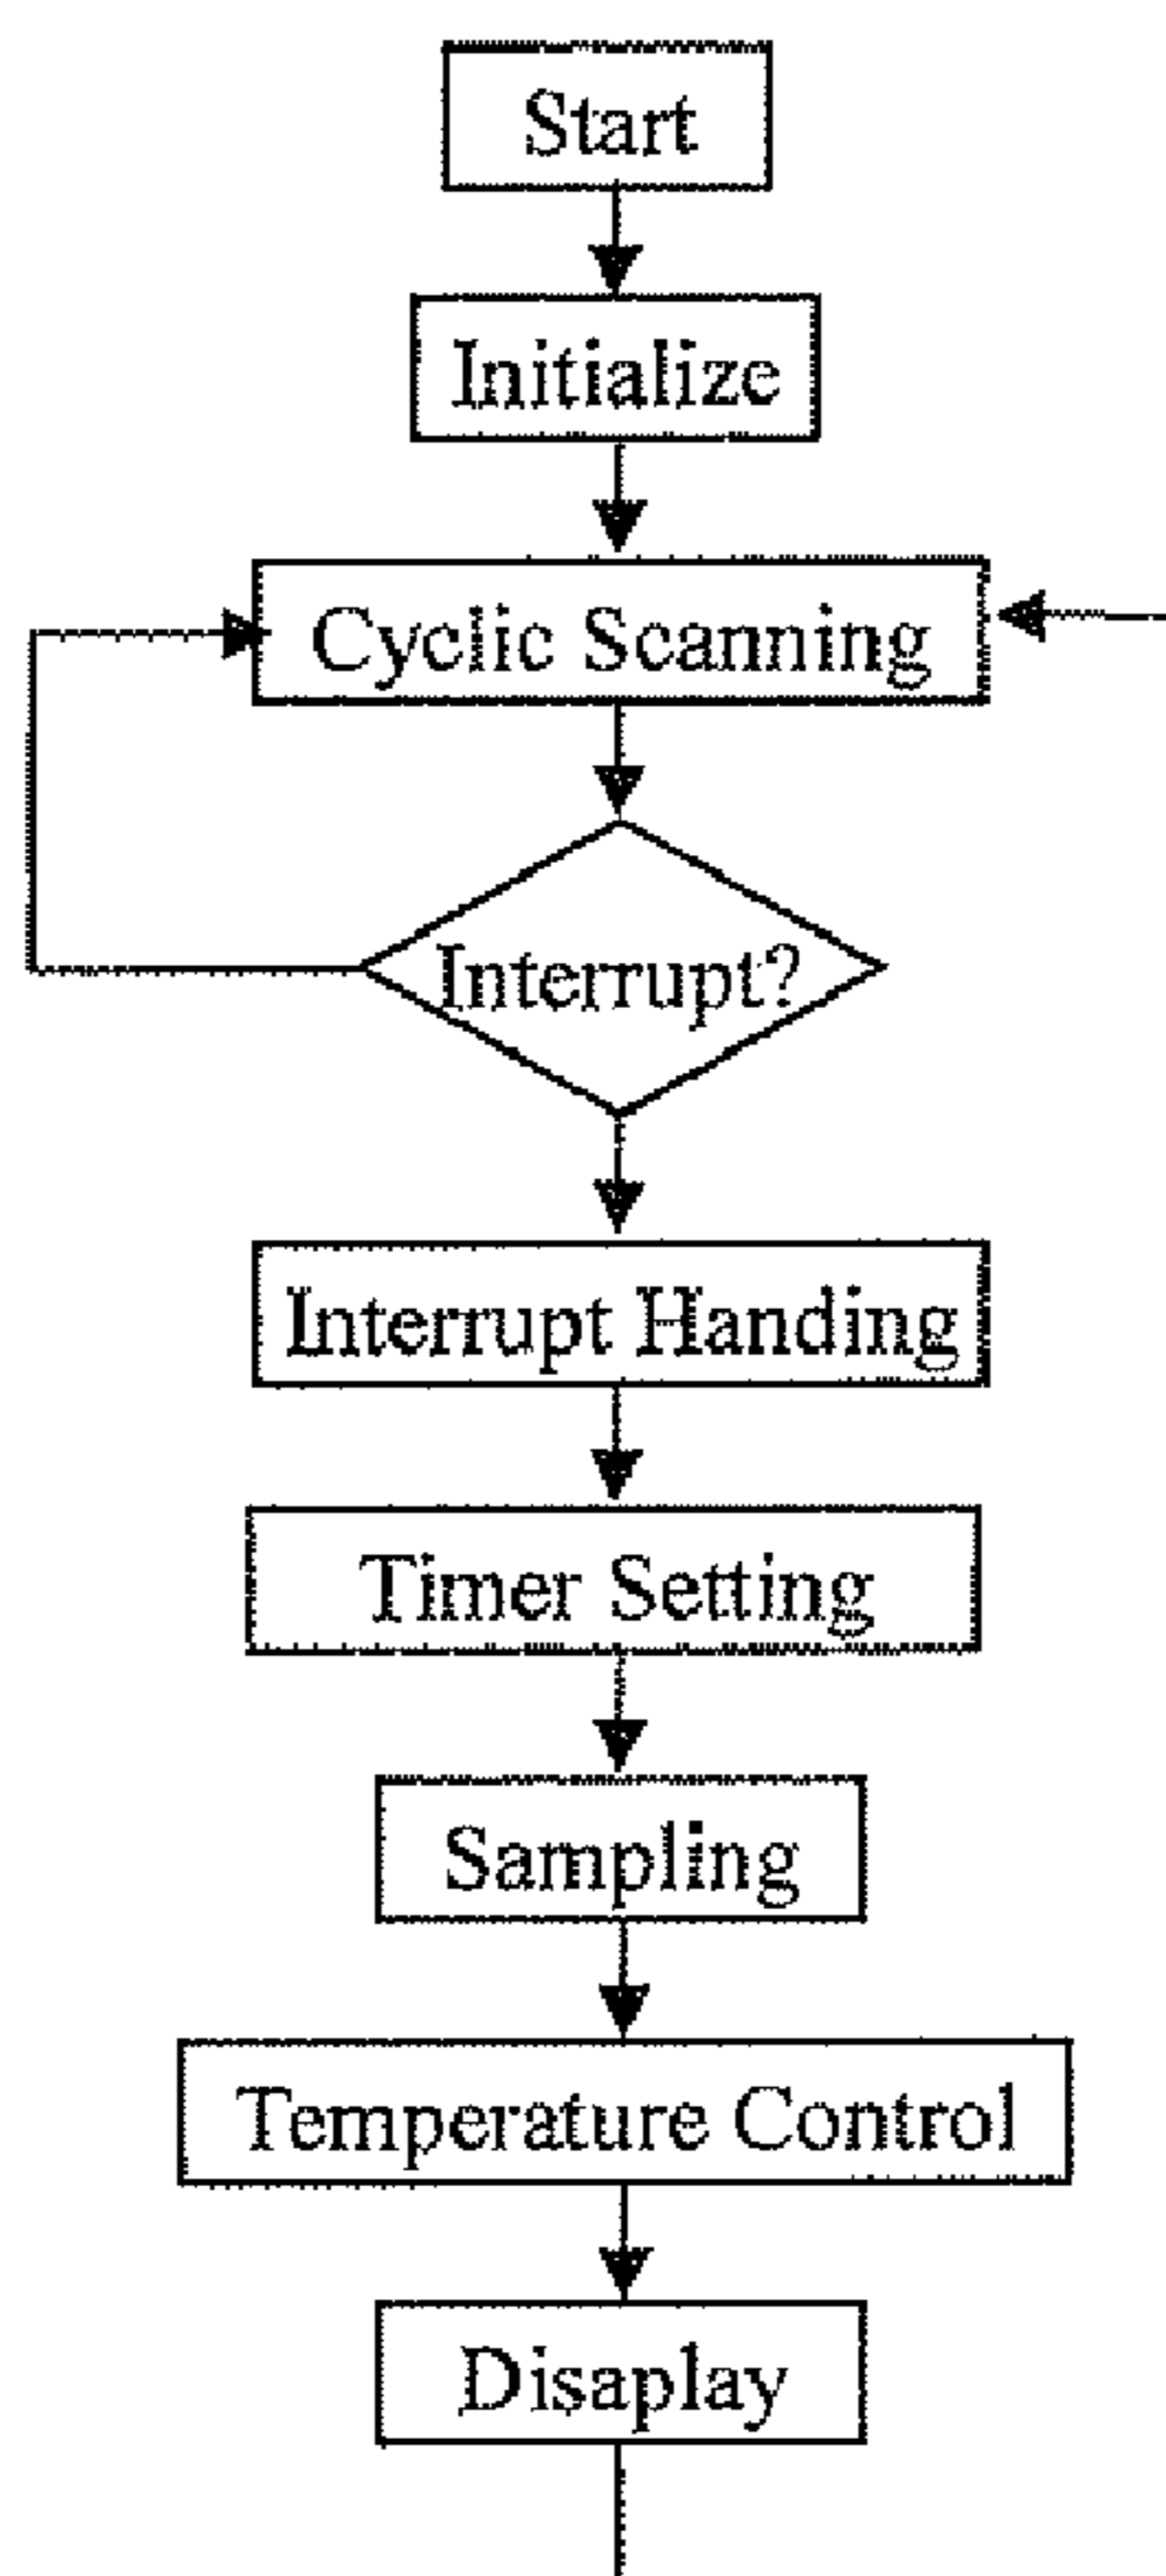 Start
Initialize
Cyclic Scanning
Interrupt?
Interrupt Handing
Timer Setting
Sampling
Temperature Control
Disaplay